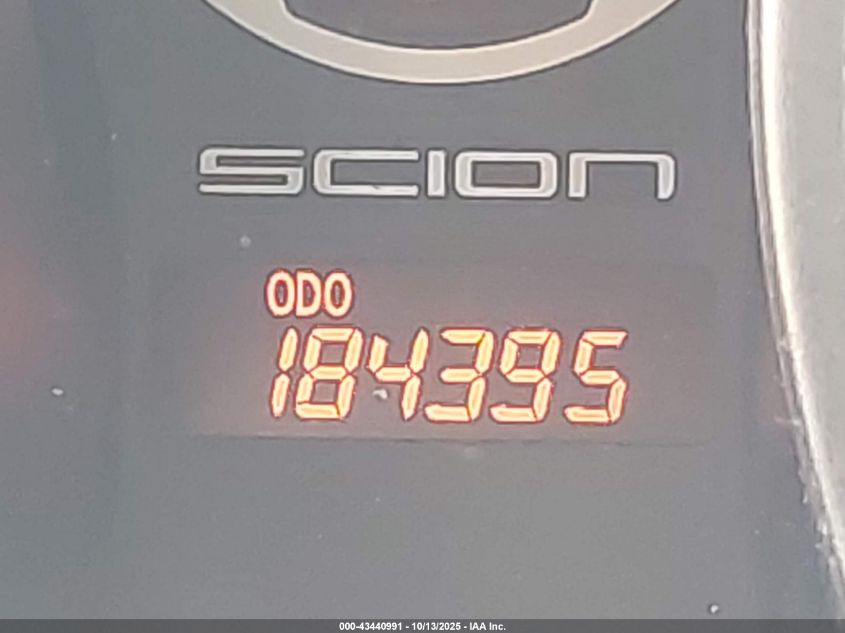 SCION
ODO
184395
000-43440991 - 10/13/2025 - IAA Inc.